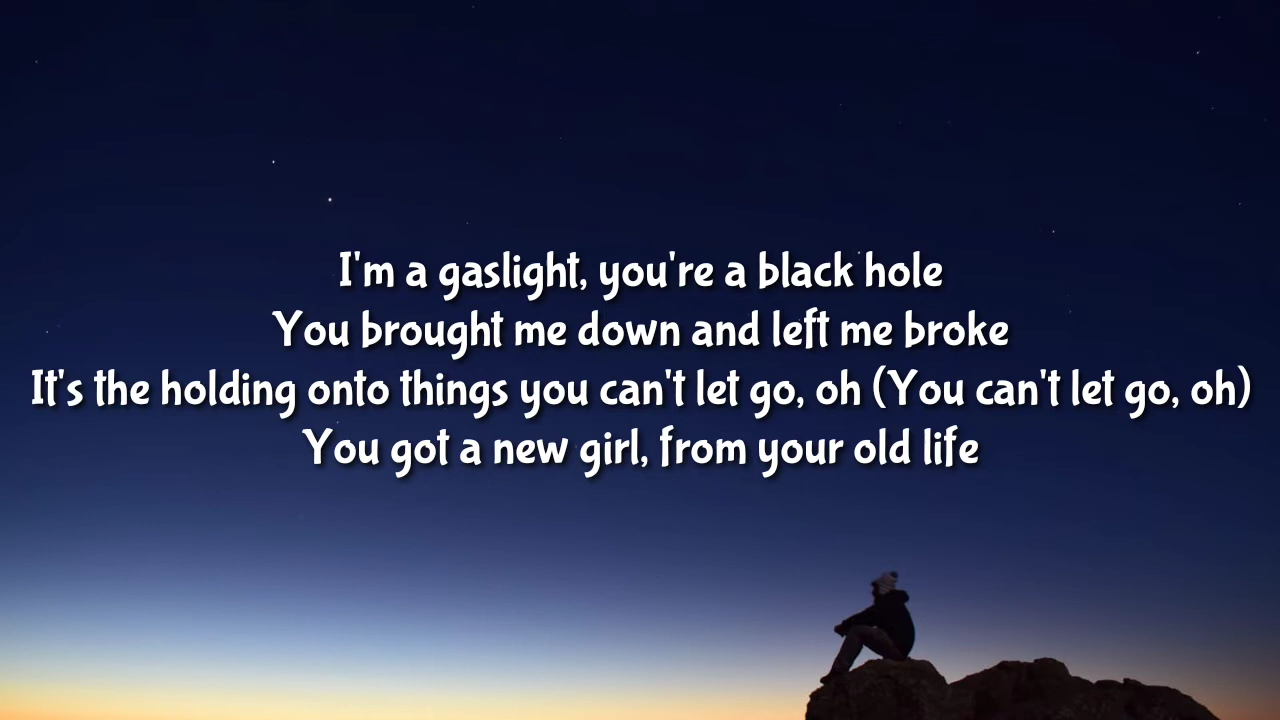 I'm a gaslight, you're a black hole
You brought me down and left me broke
It's the holding onto things you can't let go, oh (You can't let go, oh)
You got a new girl, from your old life